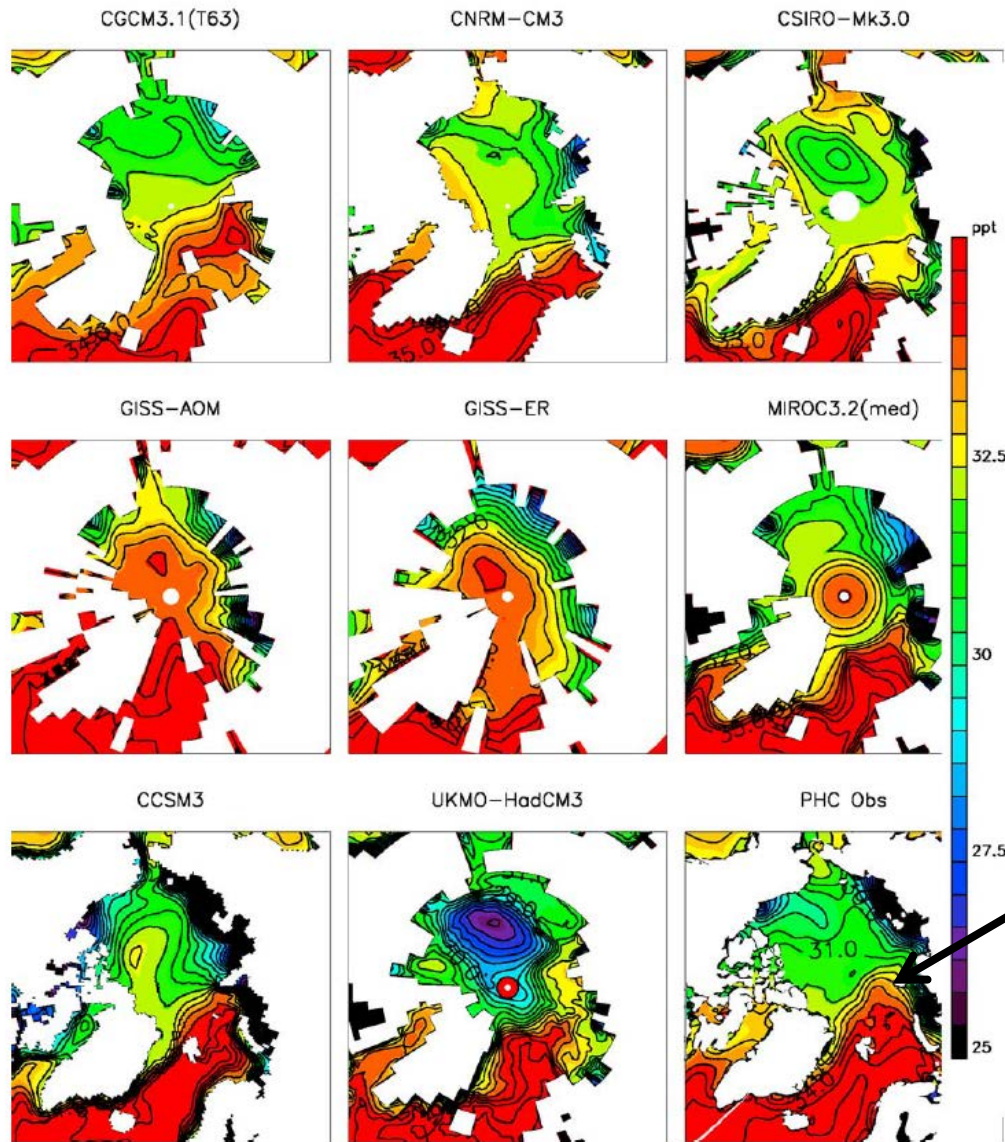 CGCM3.1(T63)
CNRM-CM3
CSIRO-Mk3.0
ppt
35.0
GISS-AOM
GISS-ER
MIROC3.2(med)
32.5
30
CCSM3
UKMO-HadCM3
PHC Obs
27.5
31.0
25